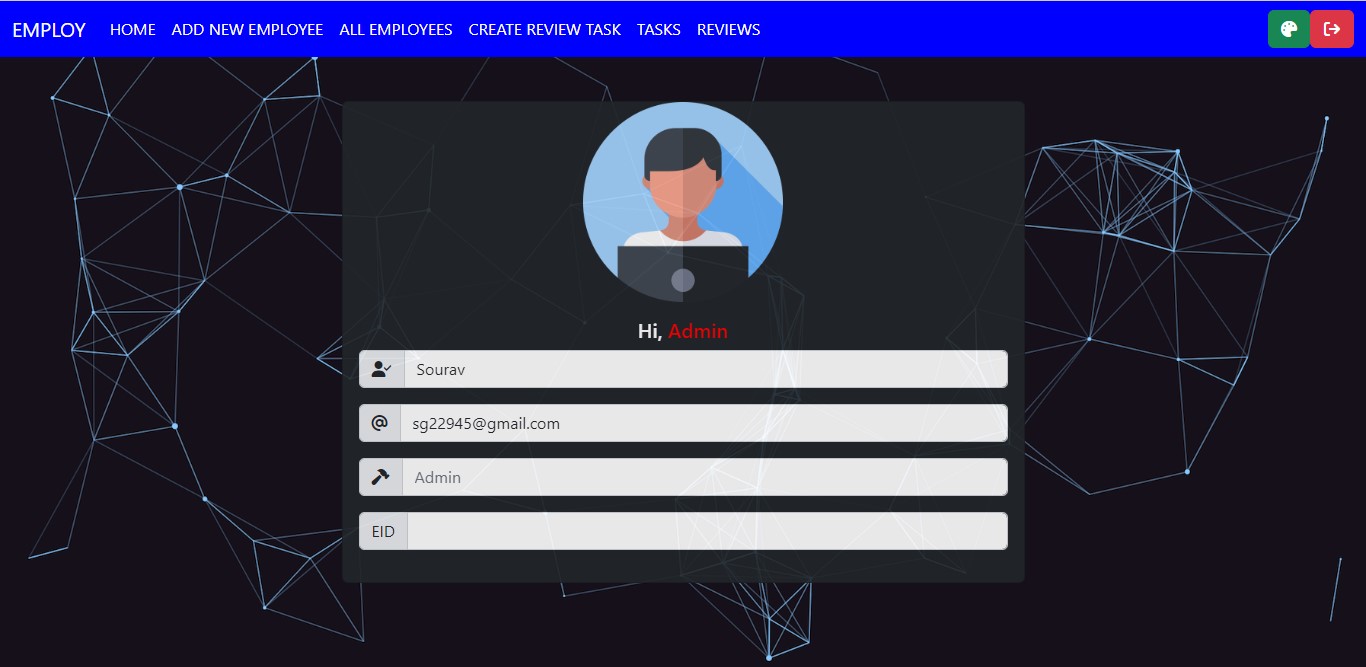 EMPLOY HOME ADD NEW EMPLOYEE ALL EMPLOYEES CREATE REVIEW TASK TASKS REVIEWS
Hi, Admin
Sourav
@ sg22945@gmail.com
Admin
EID